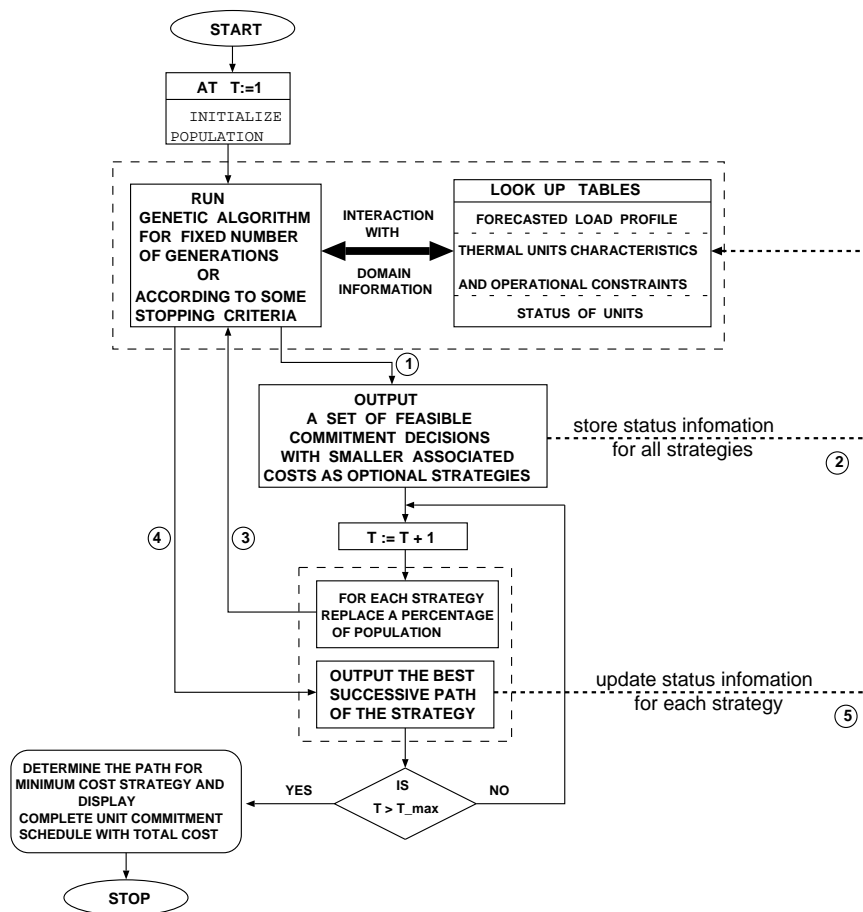 START
AT T:=1
INITIALIZE
POPULATION
RUN
GENETIC ALGORITHM
FOR FIXED NUMBER
OF GENERATIONS
OR
ACCORDING TO SOME
STOPPING CRITERIA
INTERACTION
WITH
DOMAIN
INFORMATION
LOOK UP TABLES
FORECASTED LOAD PROFILE
THERMAL UNITS CHARACTERISTICS
AND OPERATIONAL CONSTRAINTS
STATUS OF UNITS
1
OUTPUT
A SET OF FEASIBLE
COMMITMENT DECISIONS
WITH SMALLER ASSOCIATED
COSTS AS OPTIONAL STRATEGIES
store status infomation
for all strategies
2
T := T + 1
4
3
FOR EACH STRATEGY
REPLACE A PERCENTAGE
OF POPULATION
OUTPUT THE BEST
SUCCESSIVE PATH
OF THE STRATEGY
update status infomation
for each strategy
5
IS
T > T_max
YES
NO
DETERMINE THE PATH FOR
MINIMUM COST STRATEGY AND
DISPLAY
COMPLETE UNIT COMMITMENT
SCHEDULE WITH TOTAL COST
STOP